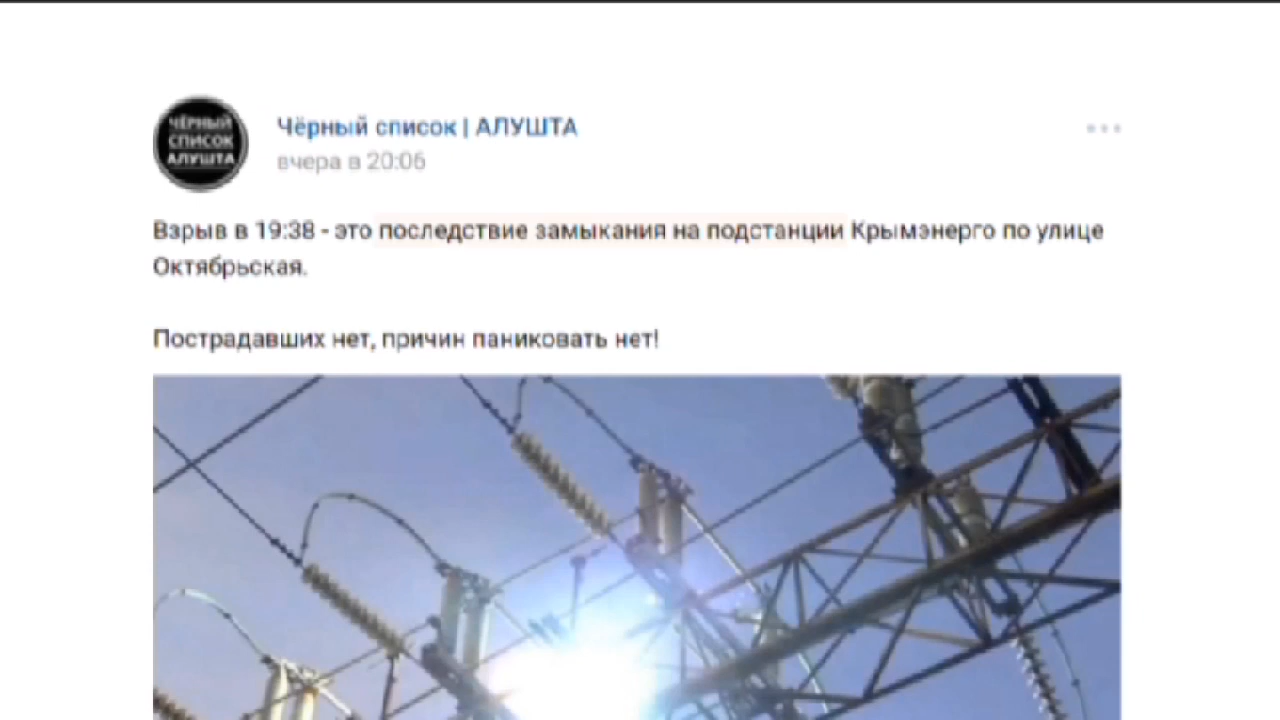 ЧЁРНЫЙ
СПИСОК
АЛУШТА
Чёрный список | АЛУШТА
вчера в 20:06
Взрыв в 19:38 - это последствие замыкания на подстанции Крымэнерго по улице
Октябрьская.
Пострадавших нет, причин паниковать нет!